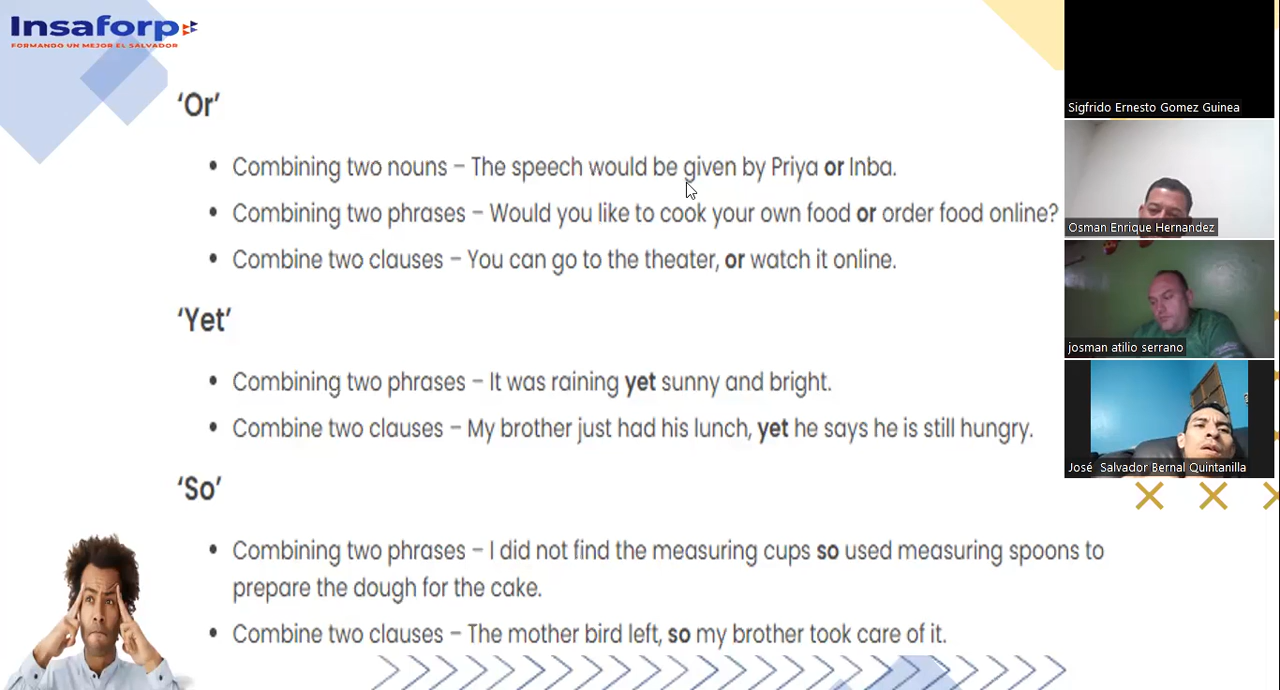 Insaforp
FORMANDO UN MEJOR EL SALVADOR
‘Or’
• Combining two nouns – The speech would be given by Priya or Inba.
• Combining two phrases – Would you like to cook your own food or order food online?
• Combine two clauses – You can go to the theater, or watch it online.
‘Yet’
• Combining two phrases – It was raining yet sunny and bright.
• Combine two clauses – My brother just had his lunch, yet he says he is still hungry.
‘So’
• Combining two phrases – I did not find the measuring cups so used measuring spoons to
prepare the dough for the cake.
• Combine two clauses – The mother bird left, so my brother took care of it.
Sigfrido Ernesto Gomez Guinea
Osman Enrique Hernandez
josman atilio serrano
José Salvador Bernal Quintanilla